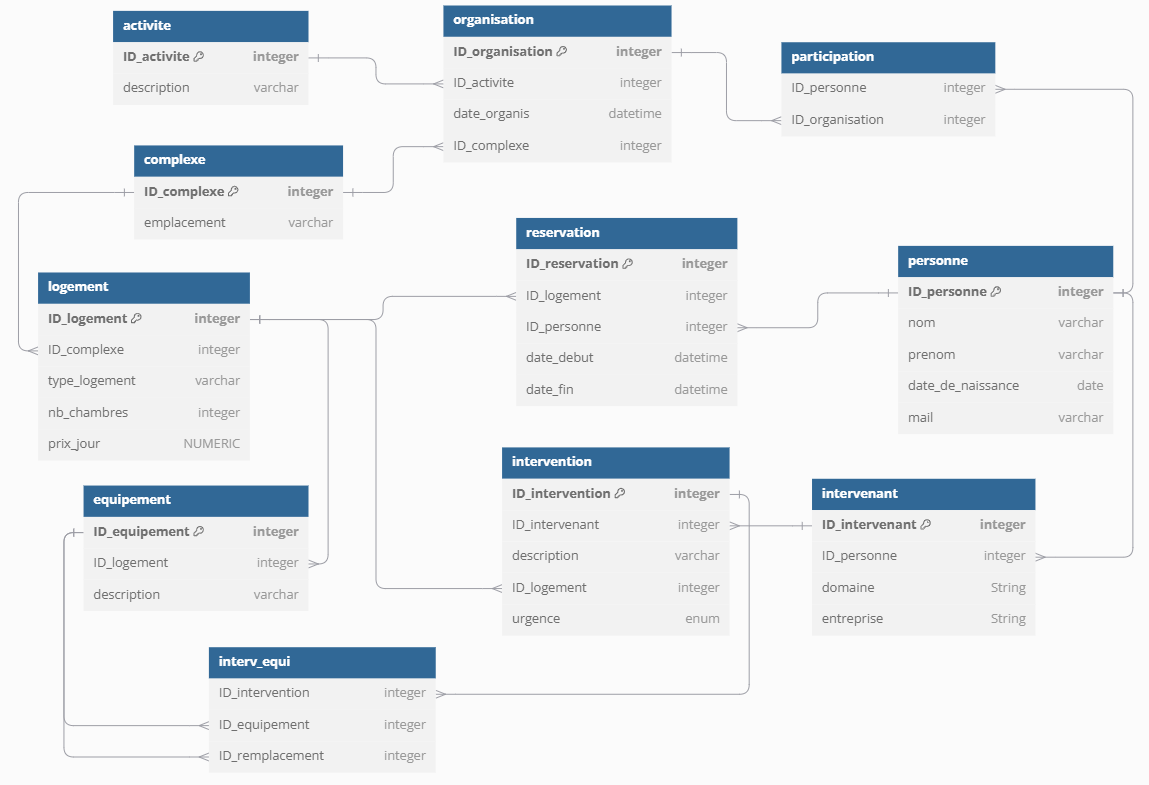 activite
ID_activite integer
description varchar
organisation
ID_organisation integer
ID_activite integer
date_organis datetime
ID_complexe integer
participation
ID_personne integer
ID_organisation integer
complexe
ID_complexe integer
emplacement varchar
reservation
ID_reservation integer
ID_logement integer
ID_personne integer
date_debut datetime
date_fin datetime
personne
ID_personne integer
nom varchar
prenom varchar
date_de_naissance date
mail varchar
logement
ID_logement integer
ID_complexe integer
type_logement varchar
nb_chambres integer
prix_jour NUMERIC
intervention
ID_intervention integer
ID_intervenant integer
description varchar
ID_logement integer
urgence enum
intervenant
ID_intervenant integer
ID_personne integer
domaine String
entreprise String
equipement
ID_equipement integer
ID_logement integer
description varchar
interv_equi
ID_intervention integer
ID_equipement integer
ID_remplacement integer